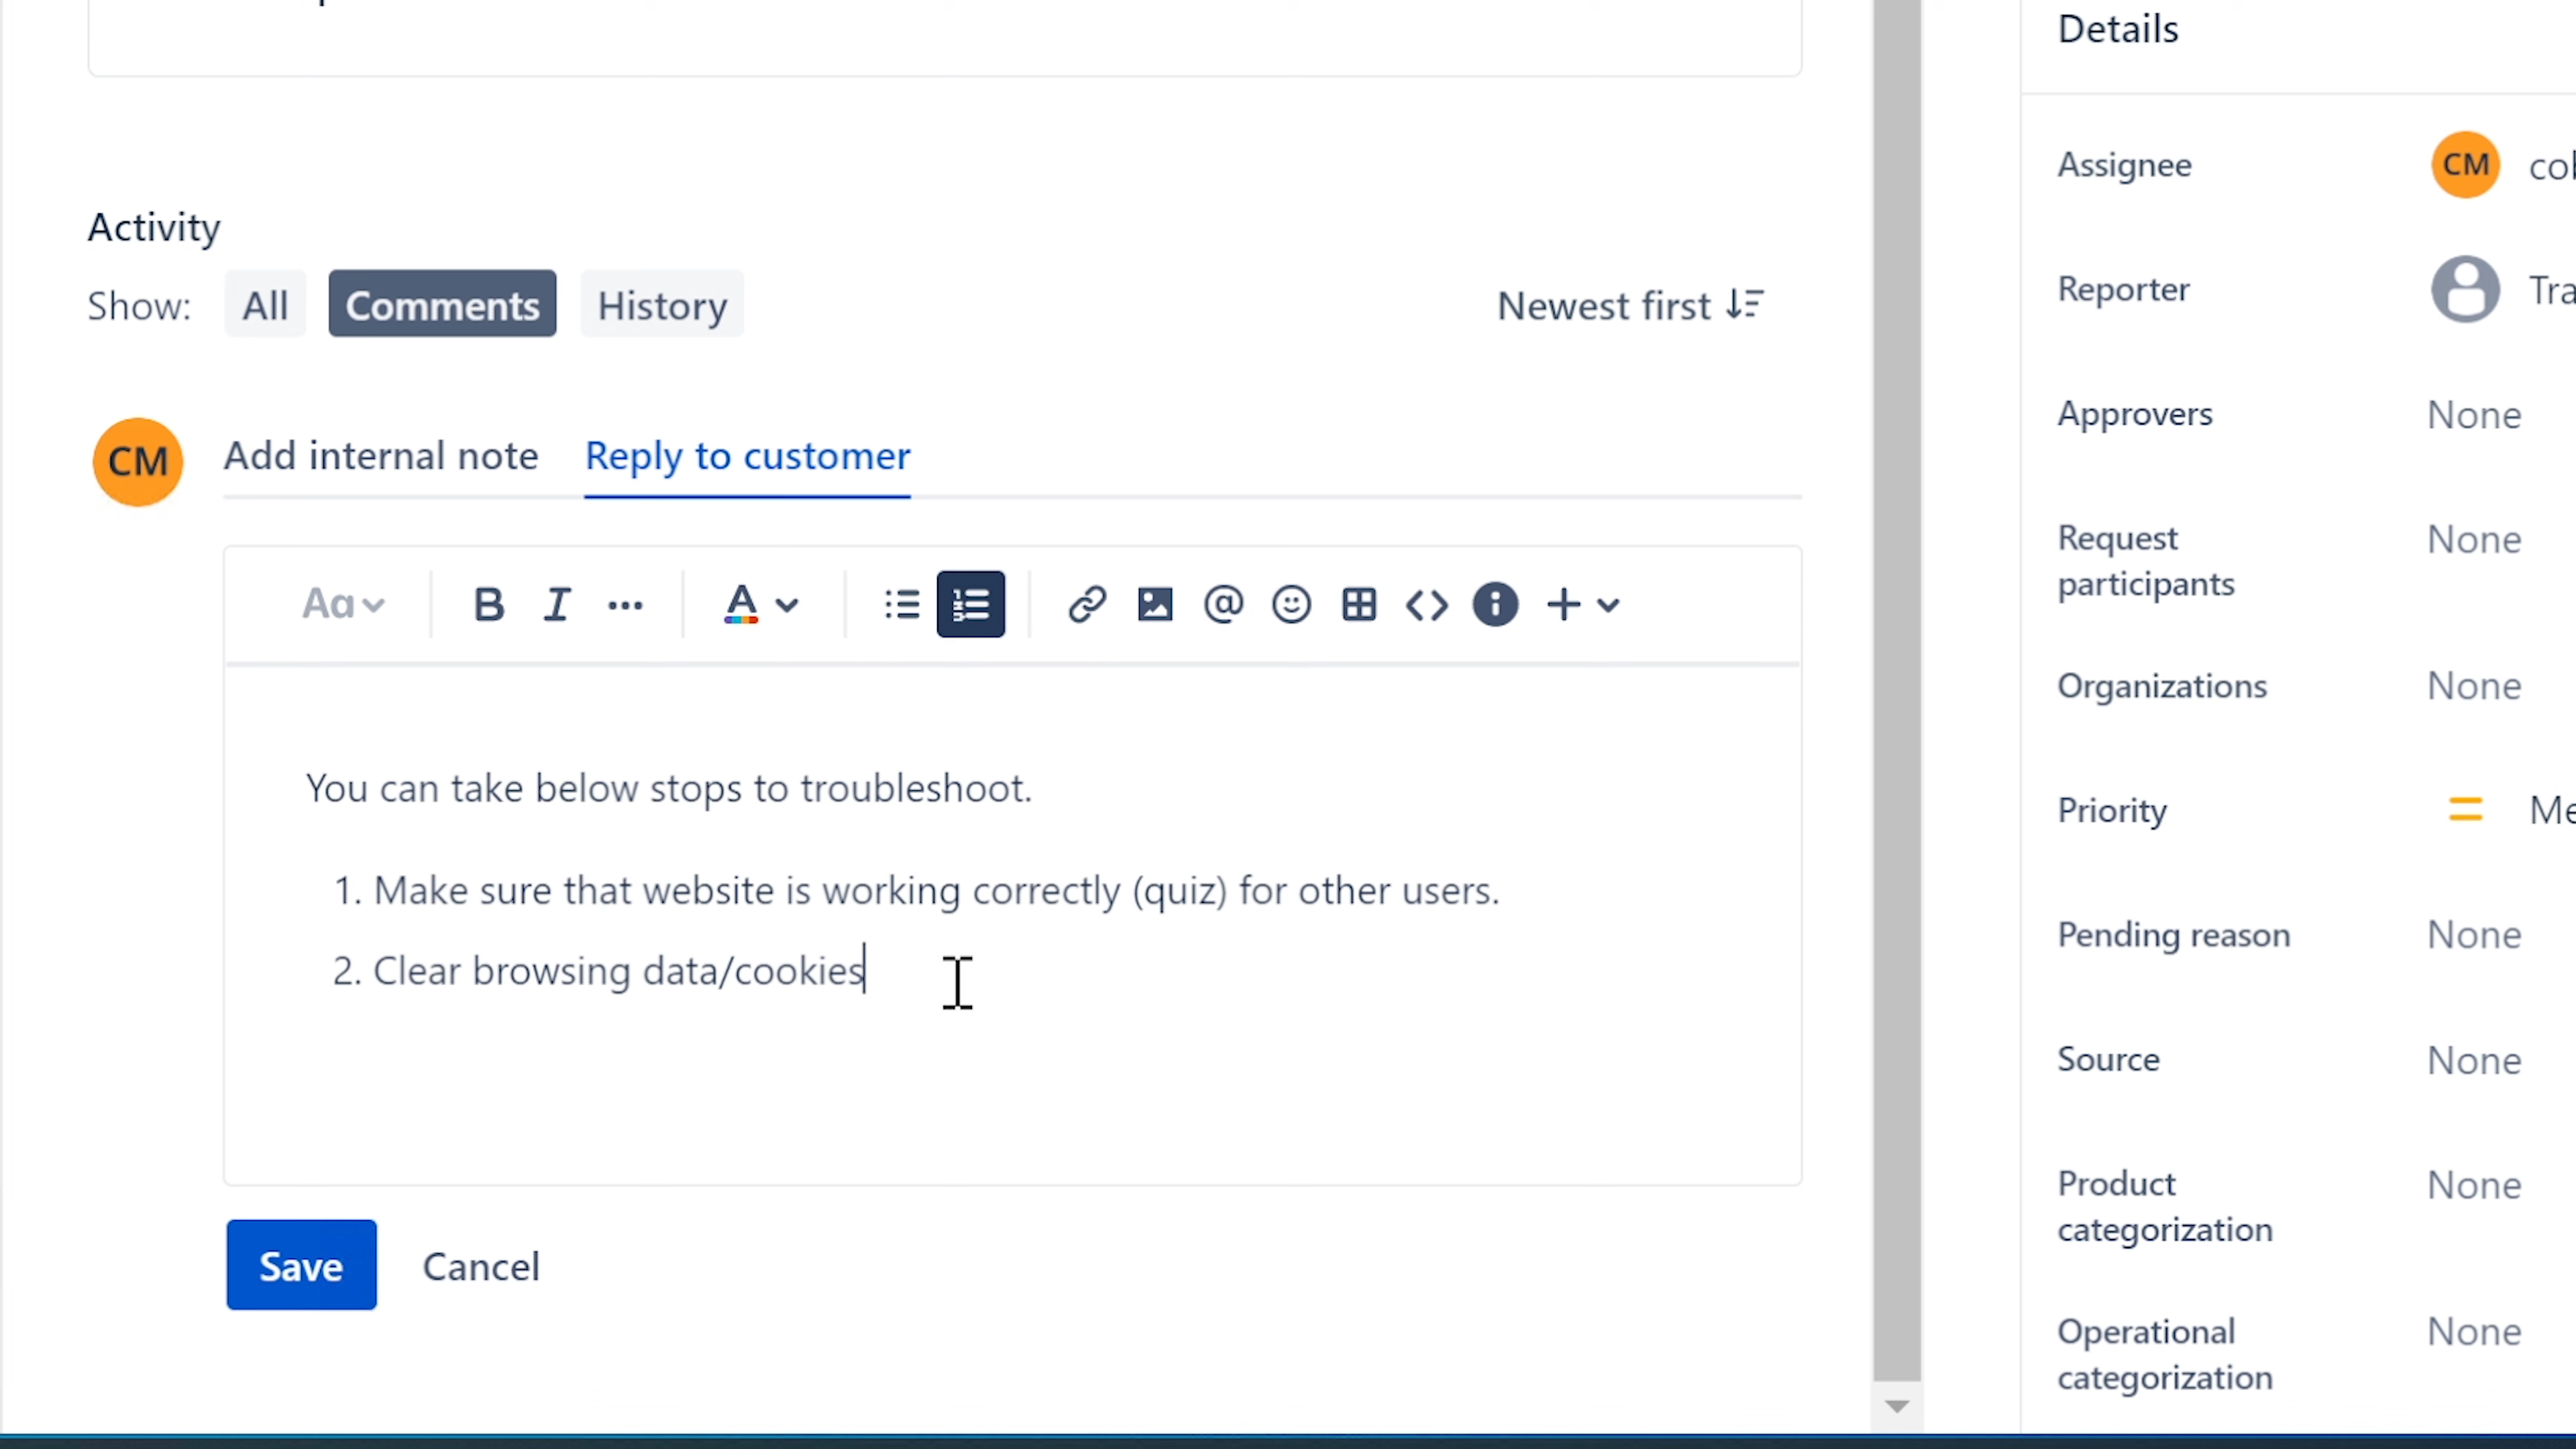 Details
Assignee
CM
Reporter
Approvers
None
Request
participants
None
Organizations
None
Priority
Pending reason
None
Source
None
Product
categorization
None
Operational
categorization
None
Activity
Show: All Comments History
Newest first
CM
Add internal note Reply to customer
Aa B I ... A @ <> i +
You can take below stops to troubleshoot.
1. Make sure that website is working correctly (quiz) for other users.
2. Clear browsing data/cookies
Save Cancel